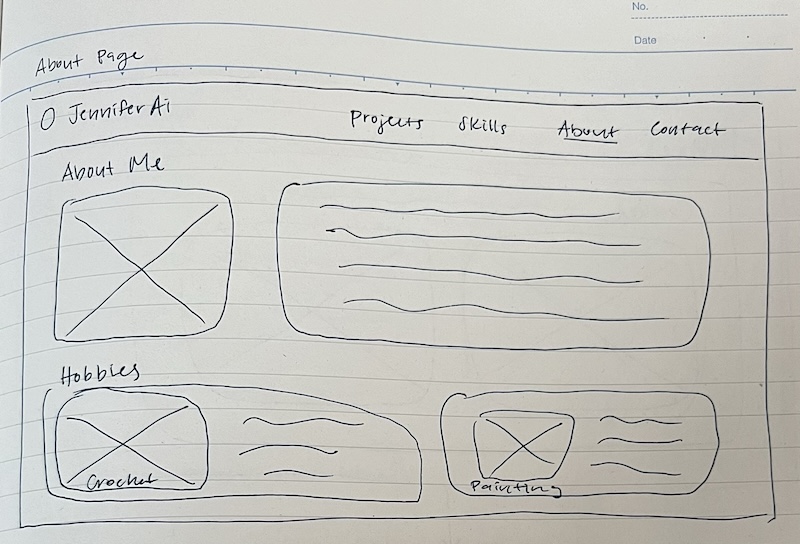 No.
Date
About Page
O Jennifer Ai Projects Skills About Contact
About Me
Hobbies
Crochet
Painting